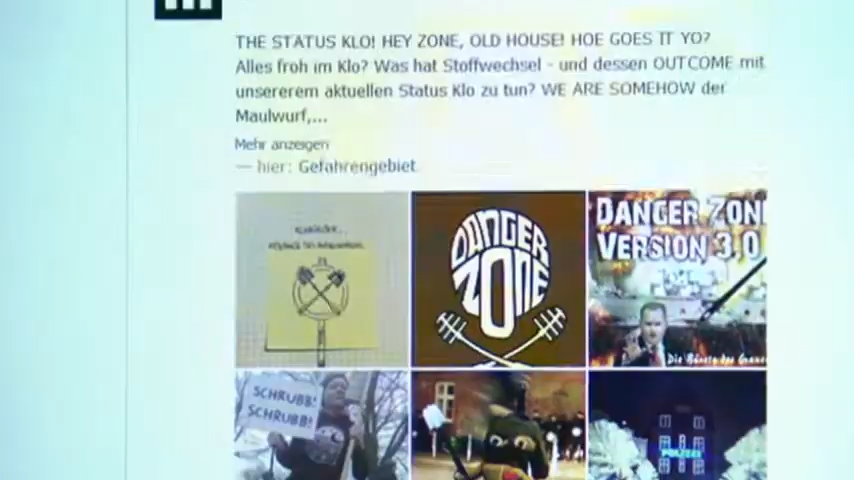 THE STATUS KLO! HEY ZONE, OLD HOUSE! HOE GOES IT YO?
Alles froh im Klo? Was hat Stoffwechsel - und dessen OUTCOME mit
unsererem aktuellen Status Klo zu tun? WE ARE SOMEHOW der
Maulwurf,...
Mehr anzeigen
— hier: Gefahrengebiet.
DANGER
ZONE
DANGER ZONE
VERSION 3.0
Die
des
SCHRUBB!
SCHRUBB!
POLIZEI